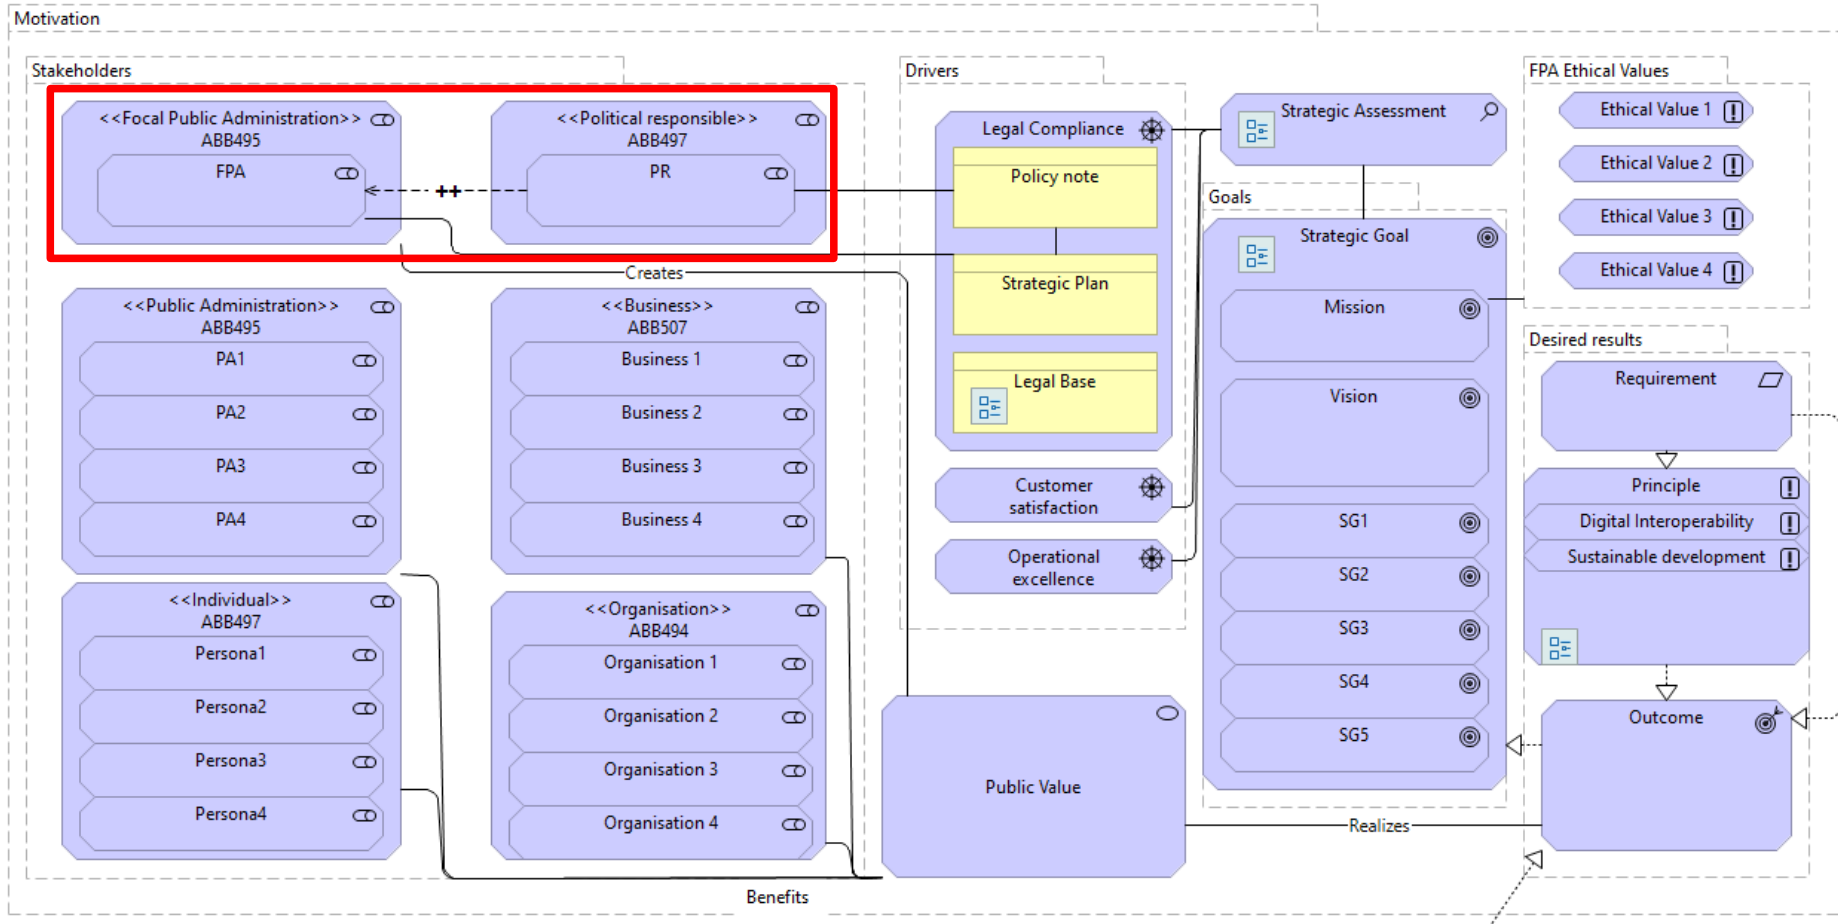 Motivation
Stakeholders
<<Focal Public Administration>>
ABB495
FPA
<<Political responsible>>
ABB497
PR
++
Creates
<<Public Administration>>
ABB495
PA1
PA2
PA3
PA4
<<Business>>
ABB507
Business 1
Business 2
Business 3
Business 4
<<Individual>>
ABB497
Persona1
Persona2
Persona3
Persona4
<<Organisation>>
ABB494
Organisation 1
Organisation 2
Organisation 3
Organisation 4
Benefits
Drivers
Legal Compliance
Policy note
Strategic Plan
Legal Base
Customer
satisfaction
Operational
excellence
Public Value
Realizes
Strategic Assessment
Goals
Strategic Goal
Mission
Vision
SG1
SG2
SG3
SG4
SG5
FPA Ethical Values
Ethical Value 1
Ethical Value 2
Ethical Value 3
Ethical Value 4
Desired results
Requirement
Principle
Digital Interoperability
Sustainable development
Outcome